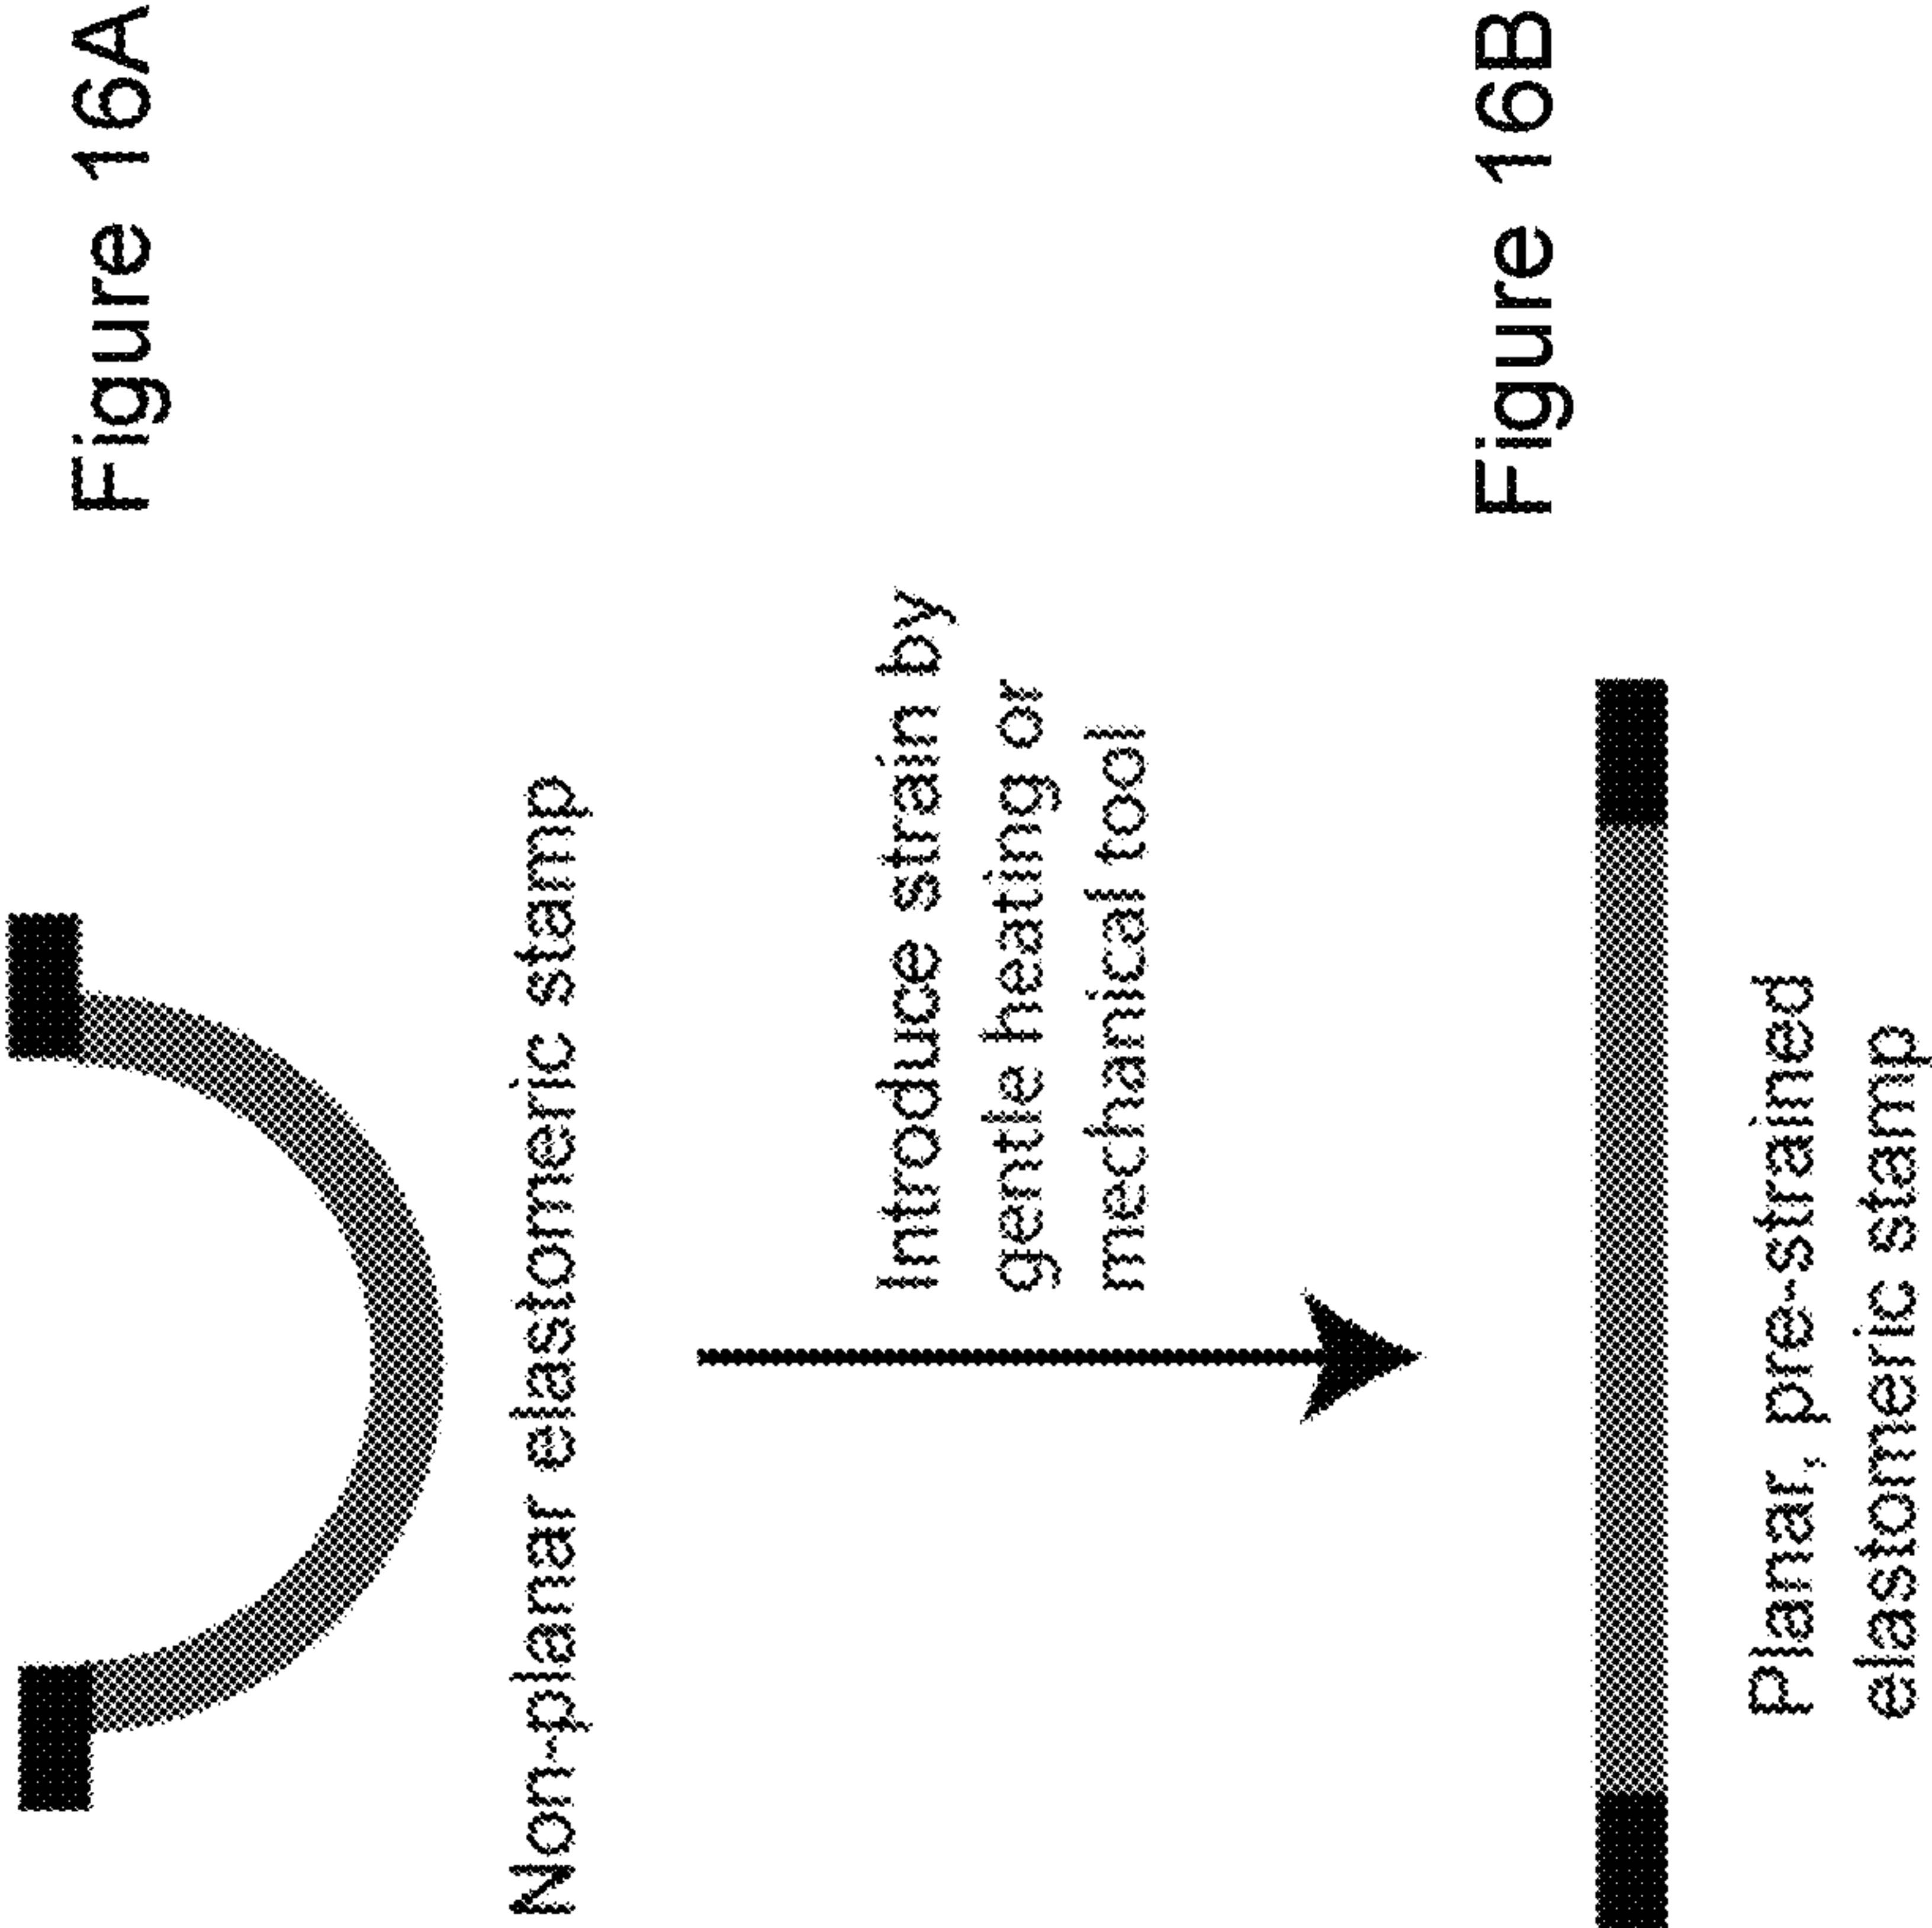 Figure 16A
Non-planar elastomeric stamp
Introduce strain by
gentle heating or
mechanical tool
Figure 16B
Planar, pre-strained
elastomeric stamp